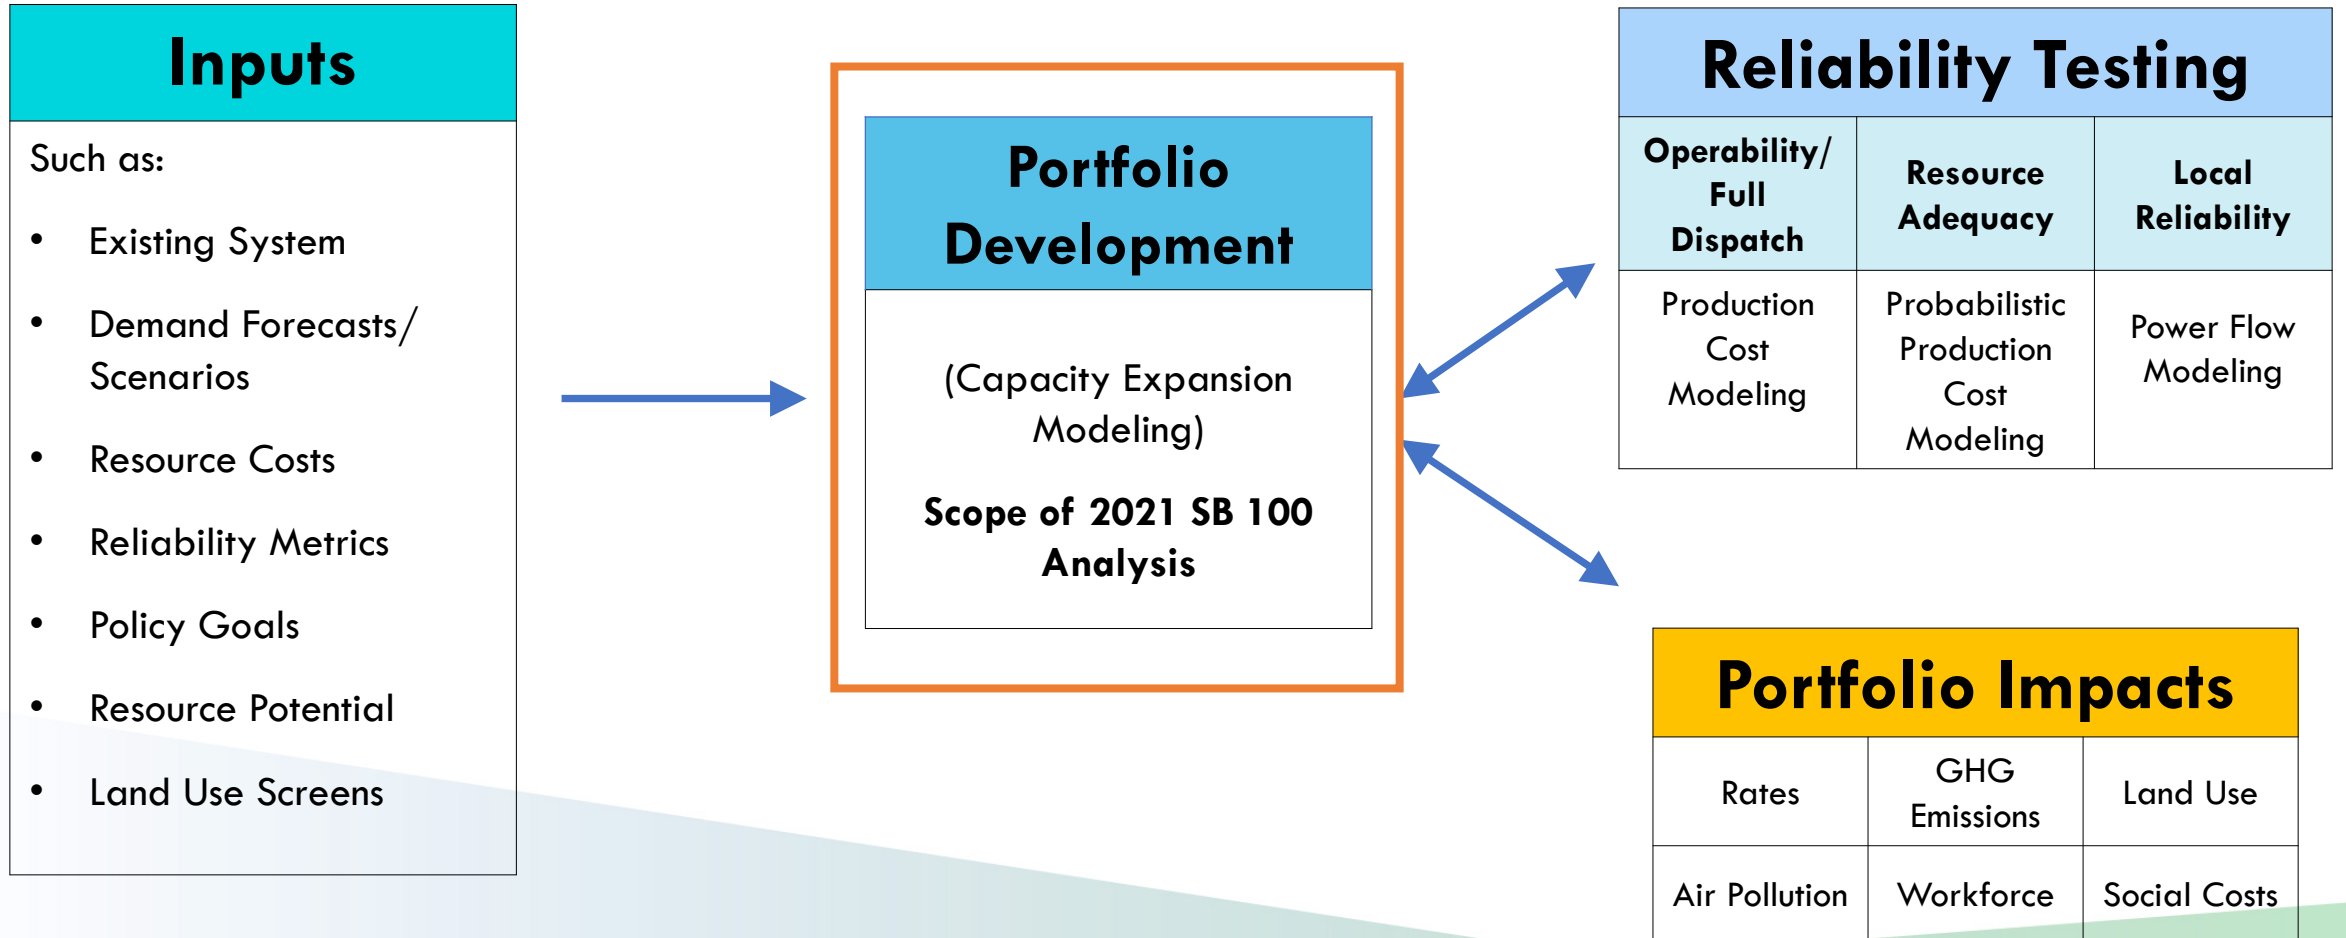 Inputs
Such as:
• Existing System
• Demand Forecasts/
Scenarios
• Resource Costs
• Reliability Metrics
• Policy Goals
• Resource Potential
• Land Use Screens
Portfolio
Development
(Capacity Expansion
Modeling)
Scope of 2021 SB 100
Analysis
Reliability Testing
Operability/
Full
Dispatch
Resource
Adequacy
Local
Reliability
Production
Cost
Modeling
Probabilistic
Production
Cost
Modeling
Power Flow
Modeling
Portfolio Impacts
Rates
GHG
Emissions
Land Use
Air Pollution
Workforce
Social Costs